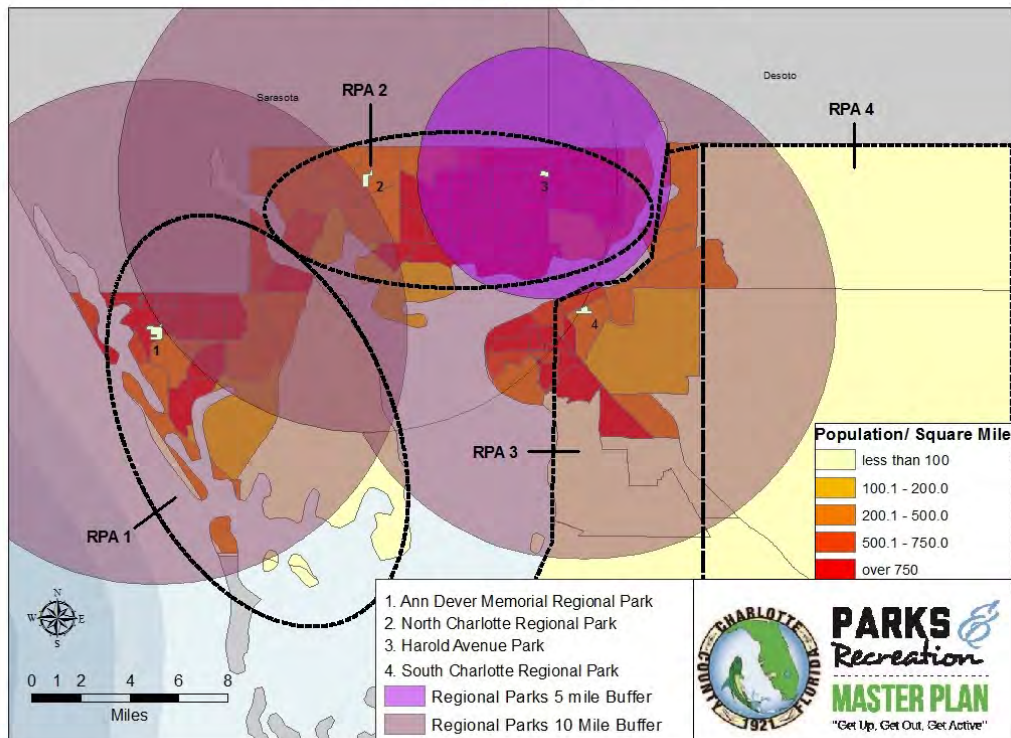 Desoto
RPA 4
RPA 2
Sarasota
2
3
4
1
RPA 3
RPA 1
Population/ Square Mile
less than 100
100.1 - 200.0
200.1 - 500.0
500.1 - 750.0
over 750
N
W E
S
0 1 2 4 6 8
Miles
1. Ann Dever Memorial Regional Park
2. North Charlotte Regional Park
3. Harold Avenue Park
4. South Charlotte Regional Park
Regional Parks 5 mile Buffer
Regional Parks 10 Mile Buffer
CHARLOTTE
COUNTY
FLORIDA
1921
PARKS &
Recreation
MASTER PLAN
"Get Up, Get Out, Get Active"